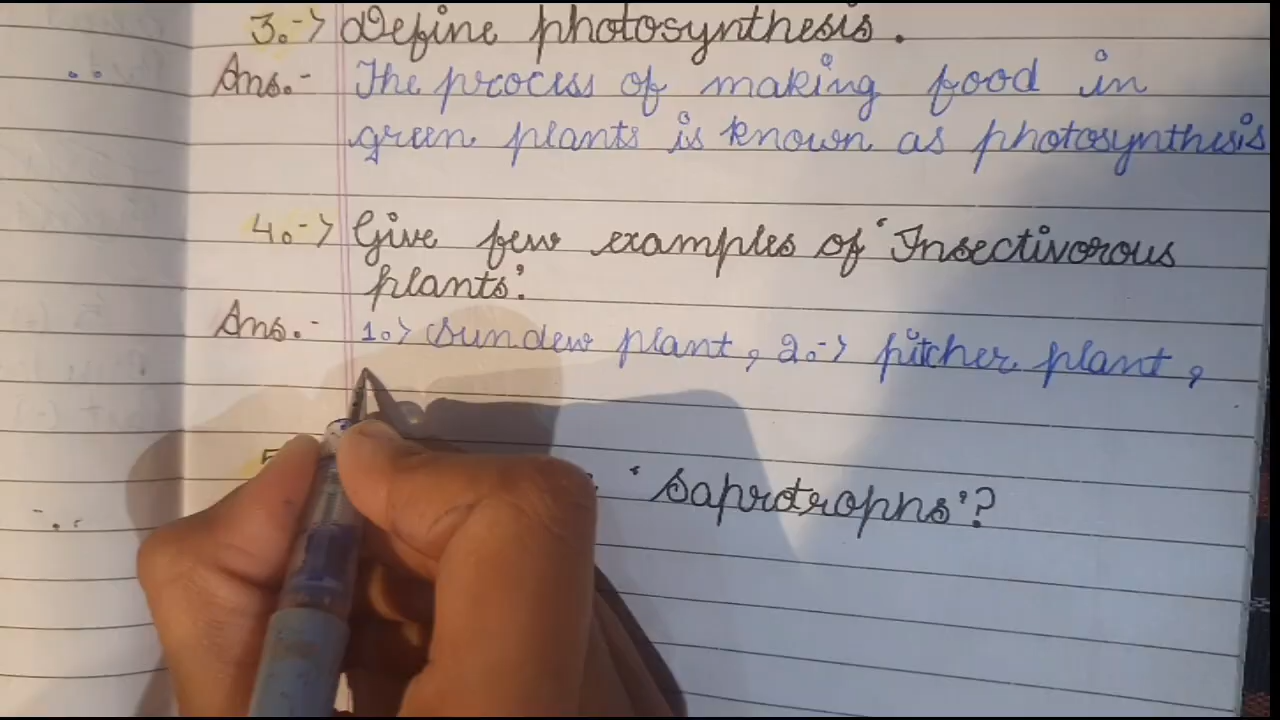 3.-> Define photosynthesis.
Ans.- The process of making food in
green plants is known as photosynthesis
4.-> Give few examples of 'Insectivorous
plants'.
Ans.- 1.> Sundew plant, 2.-> pitcher plant,
'Saprotrophs'?